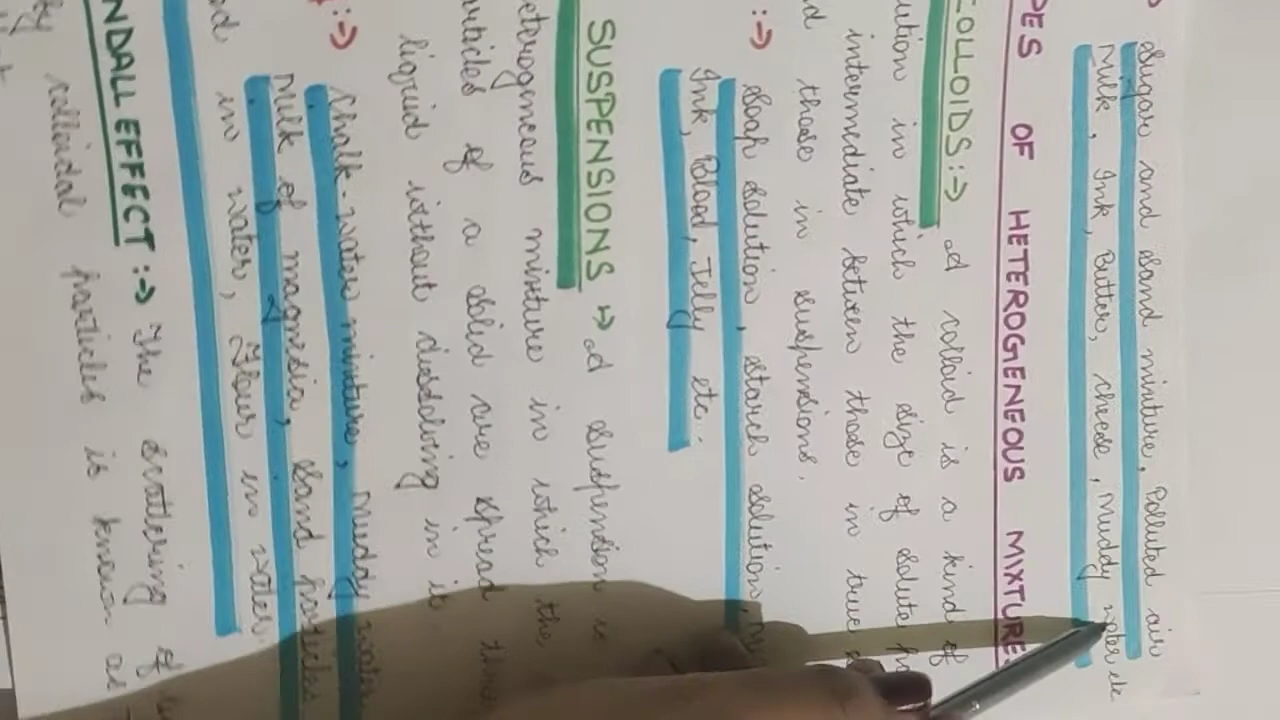 Sugar and sand mixture, Polluted air
Milk, Ink, Butter, cheese, Muddy water etc
PES OF HETEROGENEOUS MIXTURE
COLLOIDS:-> A colloid is a kind of
ution in which the size of solute
intermediate between those in true
those in suspensions.
:-> Soap solution, starch solution,
Ink, Blood, Jelly etc.
SUSPENSIONS -> A suspension is
eterogeneous mixture in which the
articles of a solid are spread
liquid without dissolving in it
:-> Chalk-water mixture, Muddy water
Milk of magnesia, Sand particles
in water, Flour in water
NDALL EFFECT:-> The scattering of
colloidal particles is known as